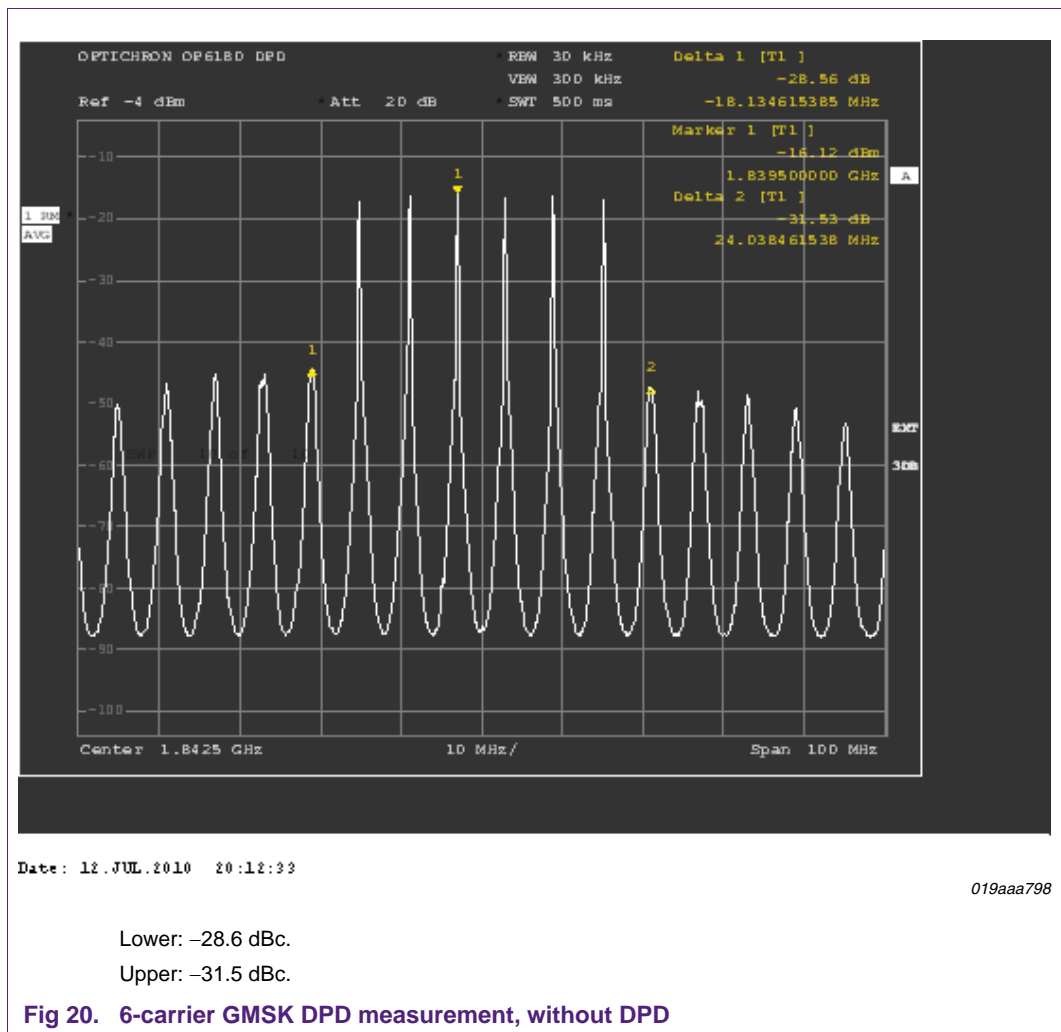 OPTICHRON OP6180 DPD
* RBW 30 kHz
Delta 1 [T1 ]
VBW 300 kHz
-28.56 dB
Ref -4 dBm
* Att 20 dB
* SWT 500 ms
-18.134615385 MHz
Marker 1 [T1 ]
-10
-16.12 dBm
1
1.839500000 GHz
A
Delta 2 [T1 ]
1 RM *
-20
-31.53 dB
AVG
24.038461538 MHz
-30
-40
1
2
-50
EXT
SWP 10 of 10
-60
3DB
-70
-80
-90
-100
Center 1.8425 GHz
10 MHz/
Span 100 MHz
Date: 12.JUL.2010 20:12:33
019aaa798
Lower: −28.6 dBc.
Upper: −31.5 dBc.
Fig 20. 6-carrier GMSK DPD measurement, without DPD